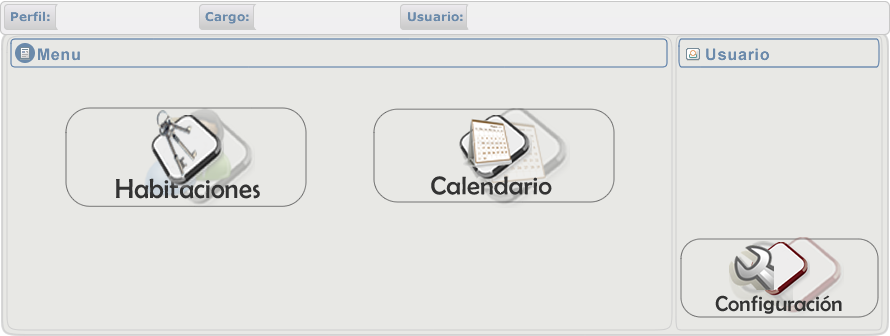 Perfil: Cargo: Usuario:
Menu
Usuario
Habitaciones
Calendario
Configuración